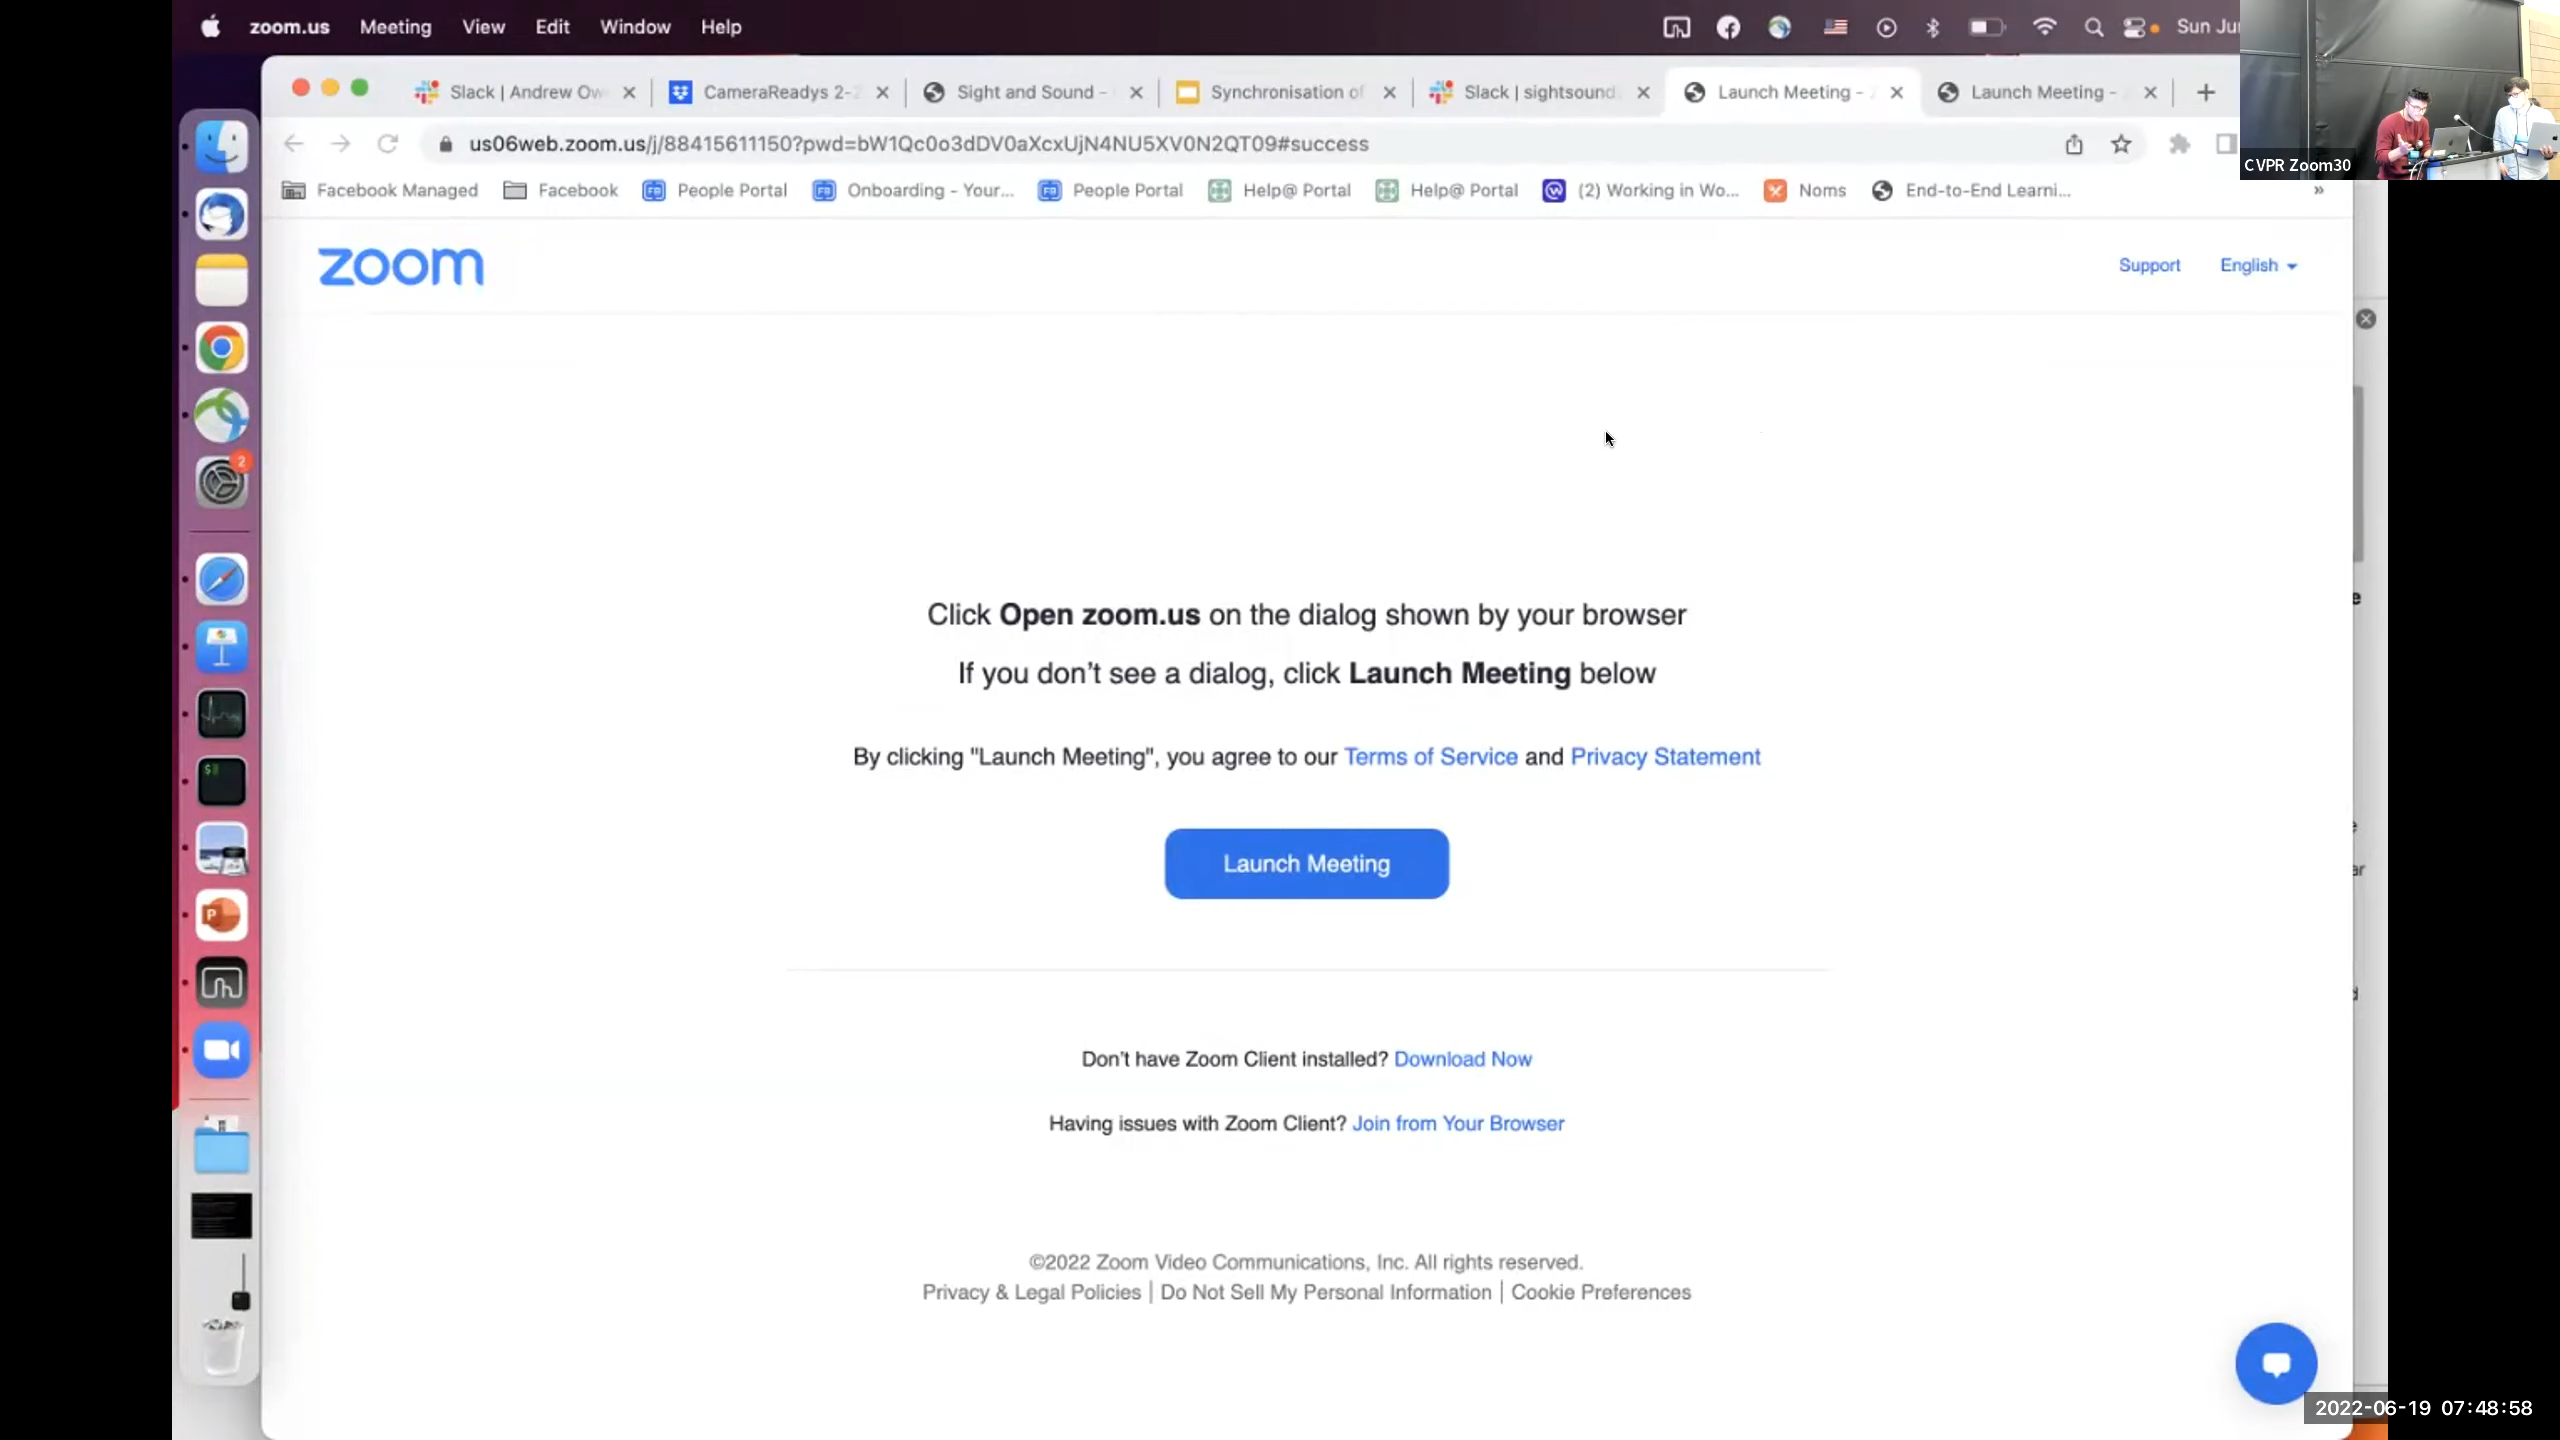 zoom.us Meeting View Edit Window Help
Sun Ju
Slack | Andrew Ow
CameraReadys 2-
Sight and Sound -
Synchronisation of
Slack | sightsound
Launch Meeting -
Launch Meeting -
us06web.zoom.us/j/88415611150?pwd=bW1Qc0o3dDV0aXcxUjN4NU5XV0N2QT09#success
CVPR Zoom30
Facebook Managed
Facebook
People Portal
Onboarding - Your...
People Portal
Help@ Portal
Help@ Portal
(2) Working in Wo...
Noms
End-to-End Learni...
»
zoom
Support
English
2
Click Open zoom.us on the dialog shown by your browser
If you don’t see a dialog, click Launch Meeting below
By clicking "Launch Meeting", you agree to our Terms of Service and Privacy Statement
Launch Meeting
Don’t have Zoom Client installed? Download Now
Having issues with Zoom Client? Join from Your Browser
©2022 Zoom Video Communications, Inc. All rights reserved.
Privacy & Legal Policies | Do Not Sell My Personal Information | Cookie Preferences
2022-06-19 07:48:58